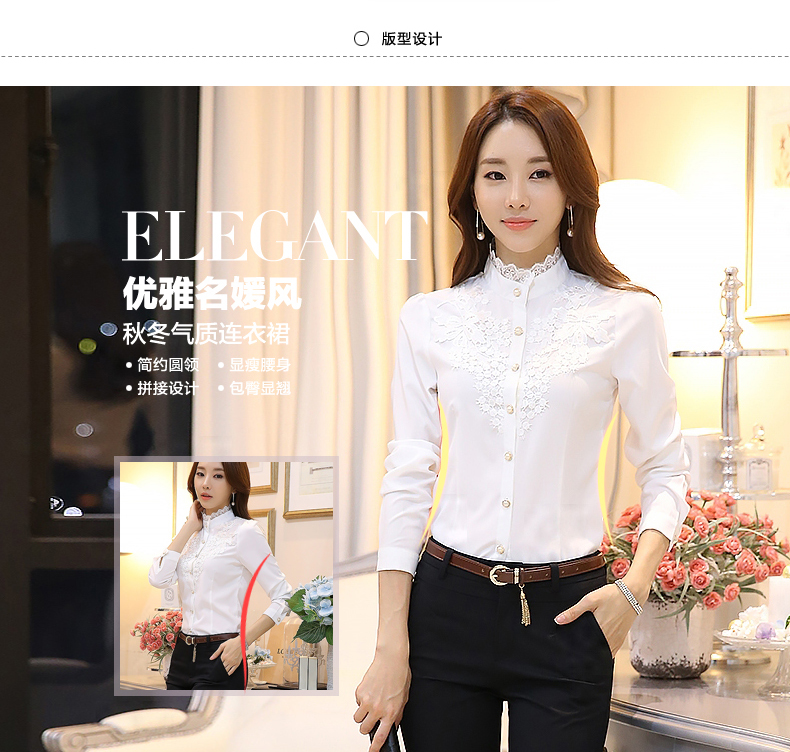 版型设计
ELEGANT
优雅名媛风
秋冬气质连衣裙
• 简约圆领 • 显瘦腰身
• 拼接设计 • 包臀显翘